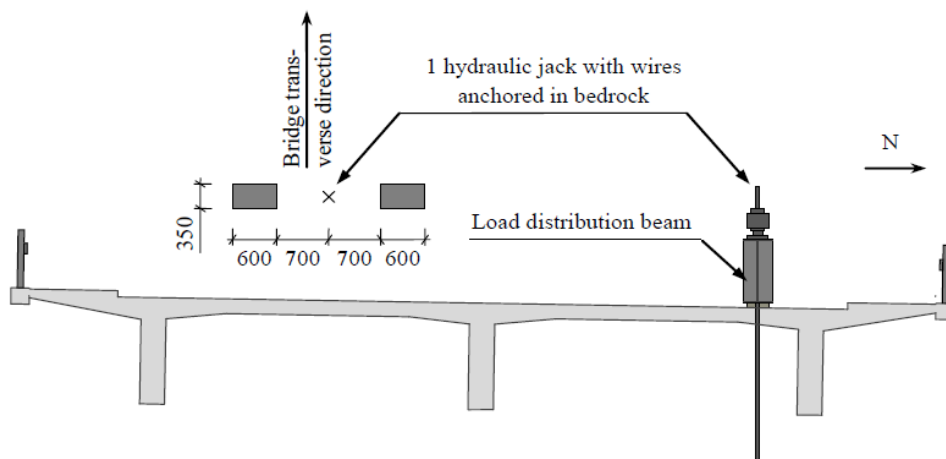 Bridge trans-
verse direction
1 hydraulic jack with wires
anchored in bedrock
N
Load distribution beam
350
600 700 700 600